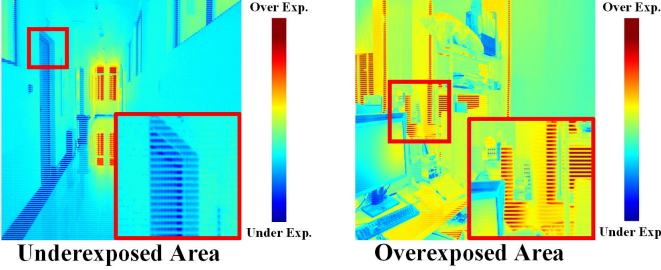 Over Exp.
Under Exp.
Underexposed Area
Over Exp.
Under Exp.
Overexposed Area